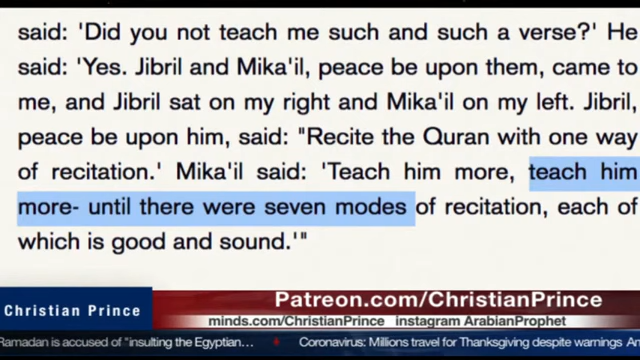 said: 'Did you not teach me such and such a verse?' He
said: 'Yes. Jibril and Mika'il, peace be upon them, came to
me, and Jibril sat on my right and Mika'il on my left. Jibril,
peace be upon him, said: "Recite the Quran with one way
of recitation.' Mika'il said: 'Teach him more, teach him
more- until there were seven modes of recitation, each of
which is good and sound.'"
Christian Prince
Patreon.com/ChristianPrince
minds.com/ChristianPrince instagram ArabianProphet
Ramadan is accused of "insulting the Egyptian... Coronavirus: Millions travel for Thanksgiving despite warnings